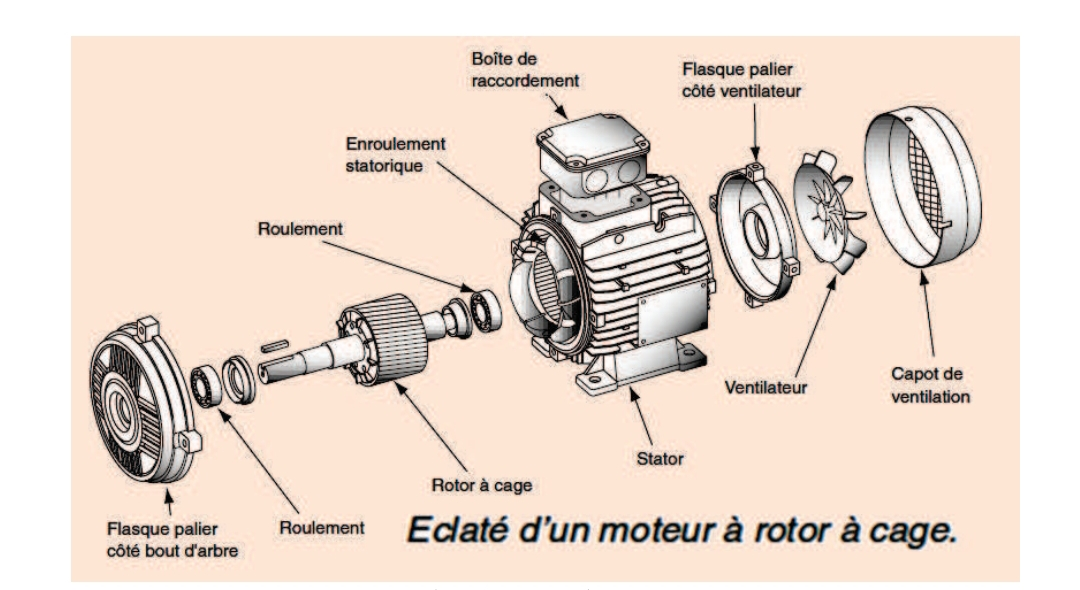 Boîte de
raccordement
Flasque palier
côté ventilateur
Enroulement
statorique
Roulement
Ventilateur
Capot de
ventilation
Stator
Rotor à cage
Flasque palier
côté bout d'arbre
Roulement
Eclaté d'un moteur à rotor à cage.